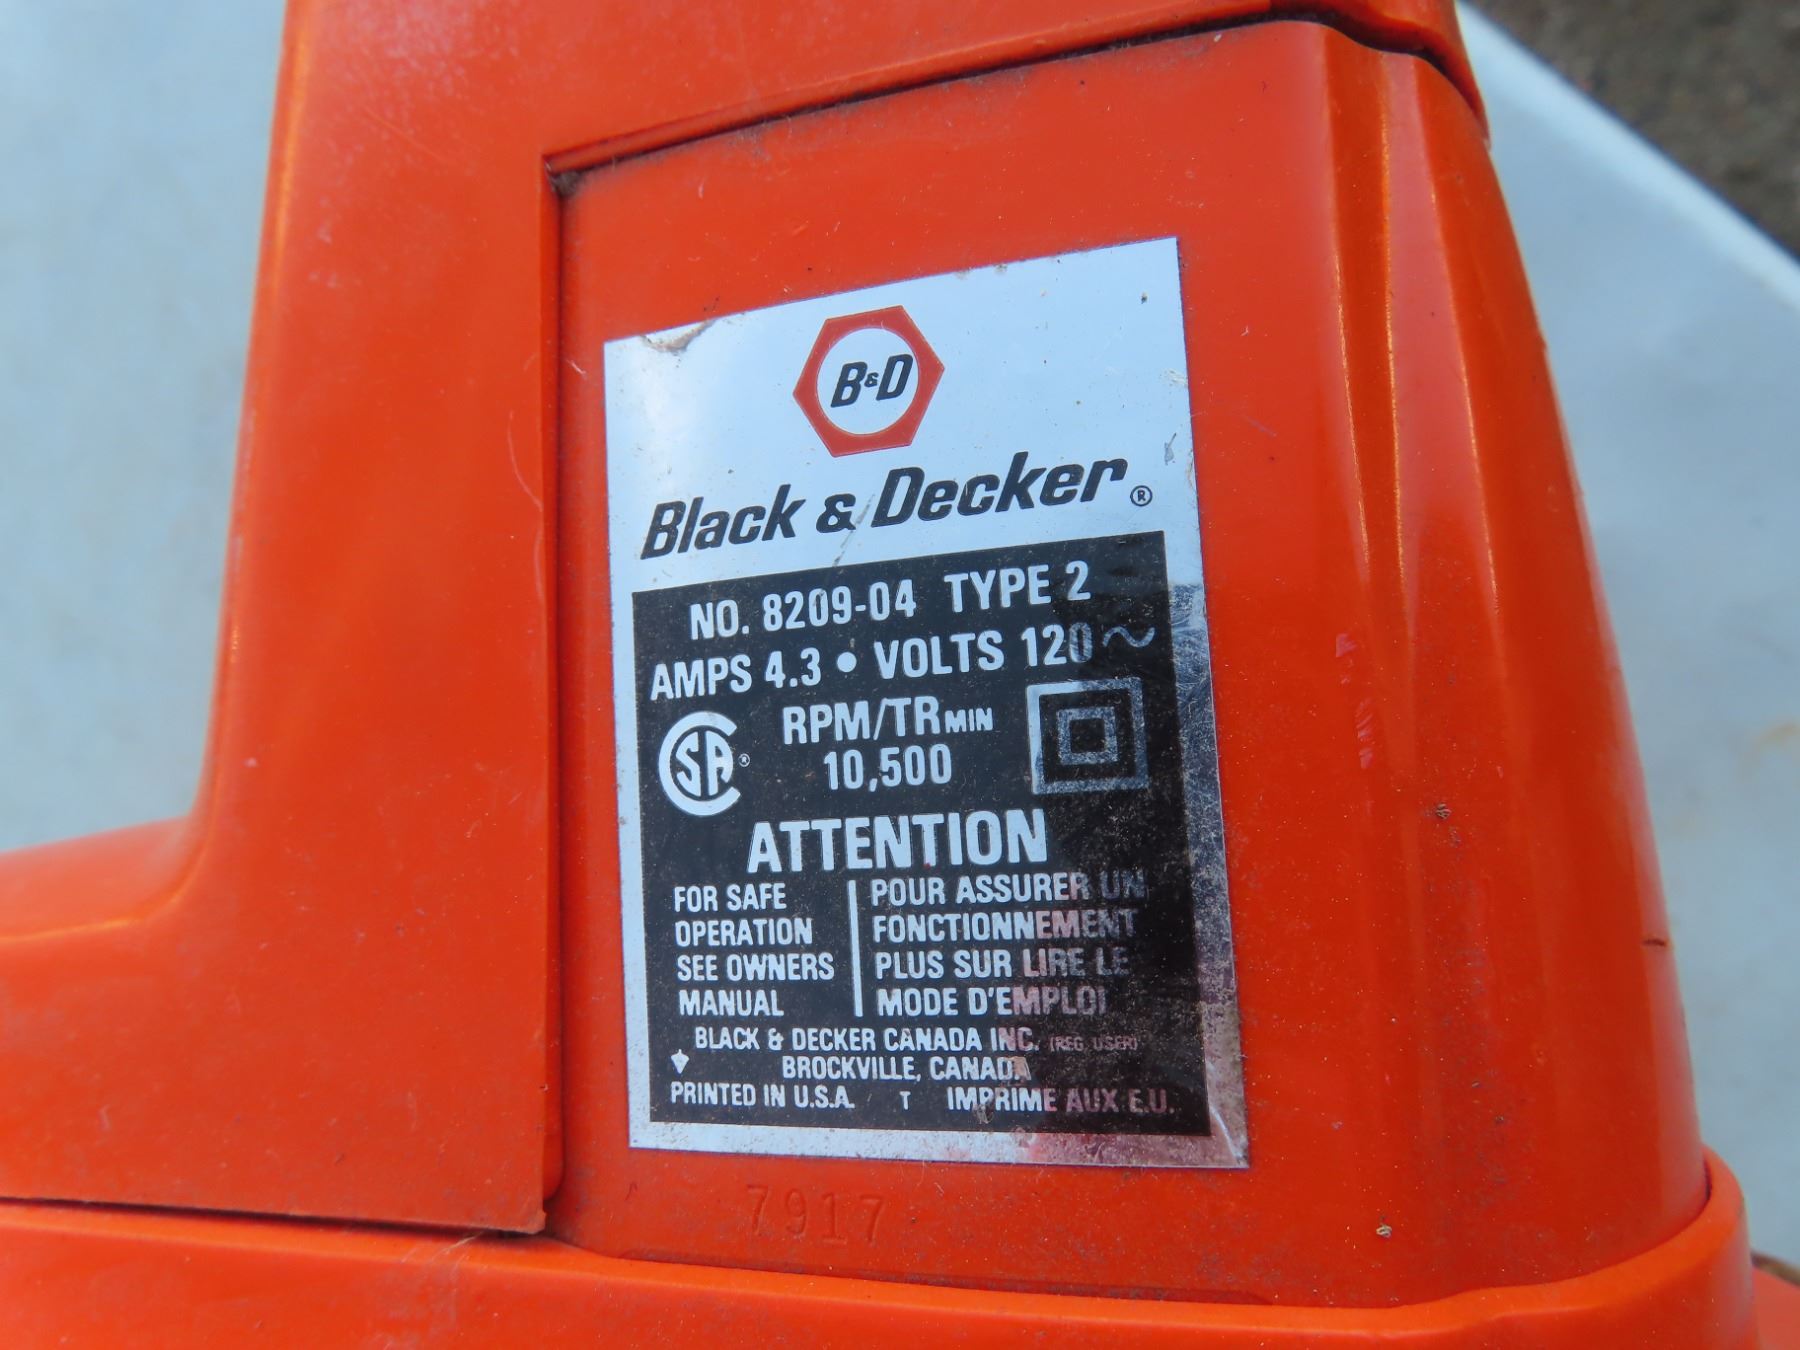 B&D
Black & Decker®
NO. 8209-04 TYPE 2
AMPS 4.3 • VOLTS 120 ~
RPM/TR MIN
10,500
CSA ®
ATTENTION
FOR SAFE
OPERATION
SEE OWNERS
MANUAL
POUR ASSURER UN
FONCTIONNEMENT
PLUS SUR LIRE LE
MODE D'EMPLOI
BLACK & DECKER CANADA INC. (REG. USER)
BROCKVILLE, CANADA
PRINTED IN U.S.A. T IMPRIME AUX E.U.
7917